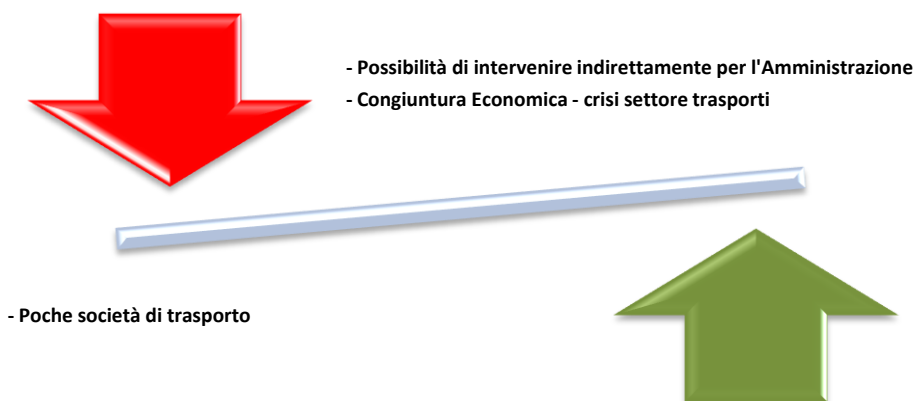 - Possibilità di intervenire indirettamente per l'Amministrazione
- Congiuntura Economica - crisi settore trasporti
- Poche società di trasporto